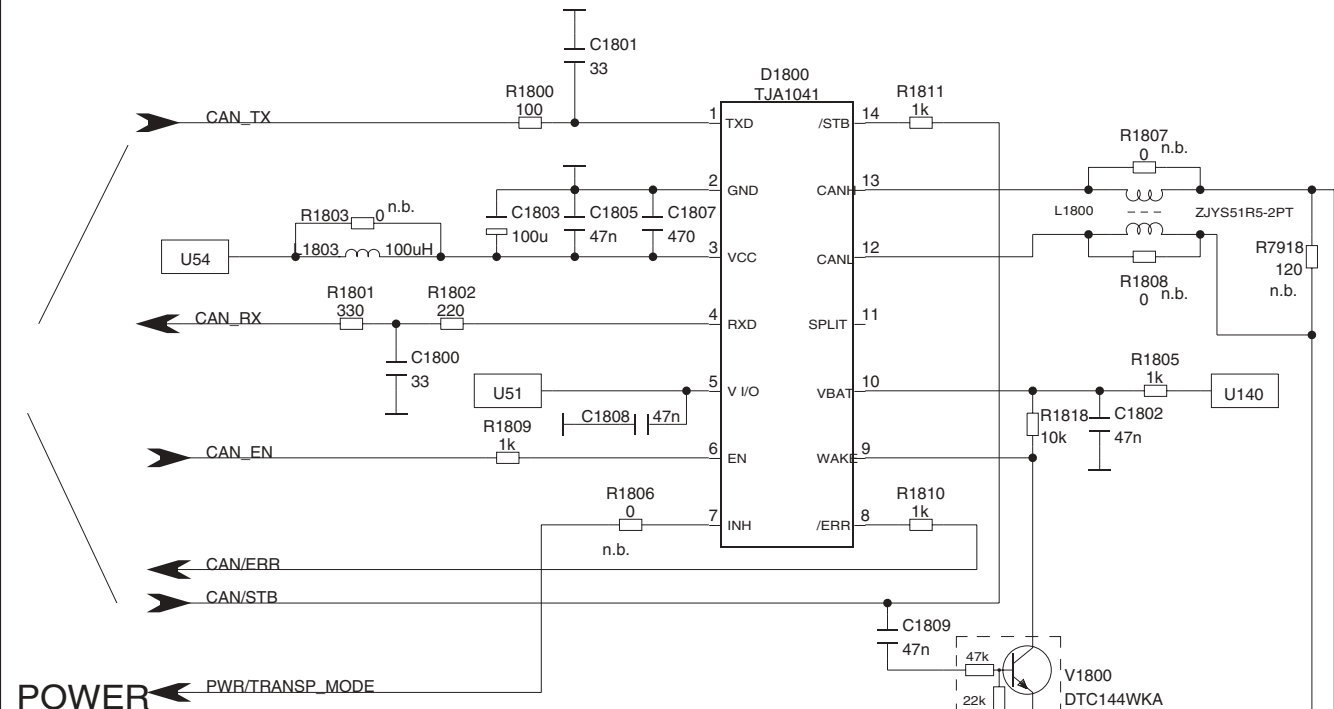 C1801
33
D1800
TJA1041
R1800
100
R1811
1k
CAN_TX
1
TXD
/STB
14
R1807
0
n.b.
2
GND
CANH
13
R1803
0
n.b.
C1803
100u
C1805
47n
C1807
470
L1800
ZJYS51R5-2PT
U54
L1803
100uH
3
VCC
CANL
12
R1808
0
n.b.
R7918
120
n.b.
R1801
330
R1802
220
CAN_RX
4
RXD
SPLIT
11
C1800
33
U51
5
V I/O
VBAT
10
R1805
1k
U140
C1808
47n
R1818
10k
C1802
47n
R1809
1k
CAN_EN
6
EN
WAKE
9
R1806
0
n.b.
7
INH
/ERR
8
R1810
1k
CAN/ERR
CAN/STB
C1809
47n
47k
22k
V1800
DTC144WKA
POWER
PWR/TRANSP_MODE